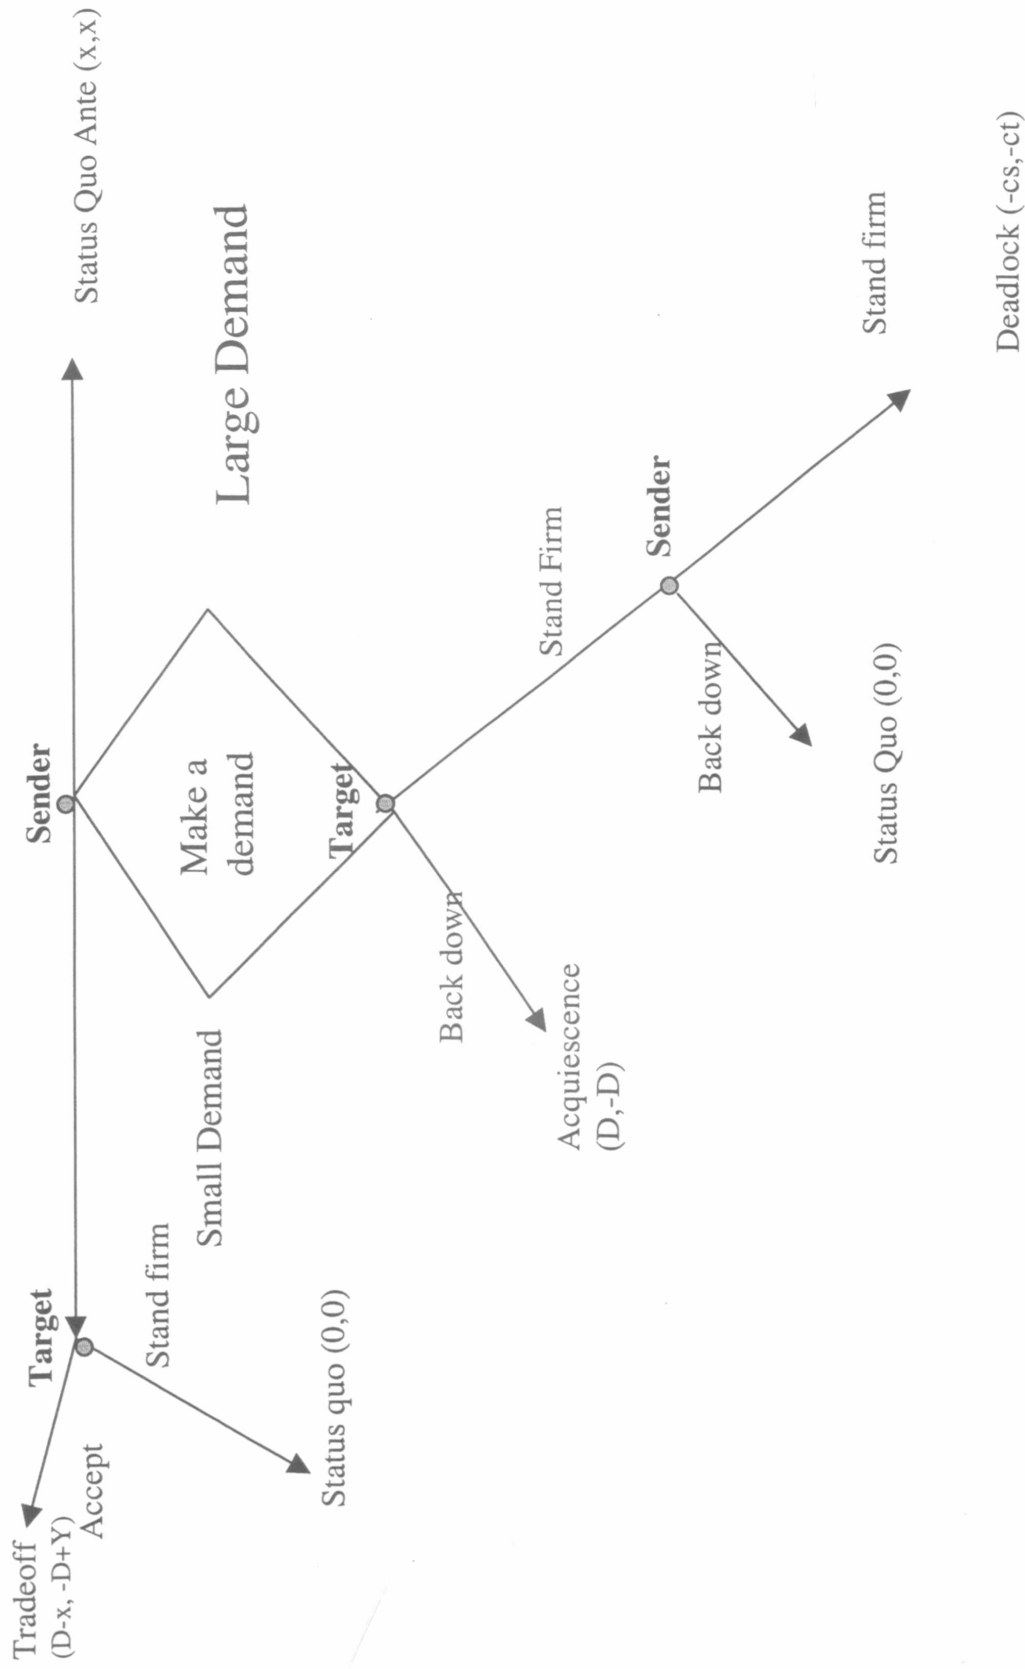 Sender
Status Quo Ante (x,x)
Target
Tradeoff
(D-x, -D+Y)
Accept
Stand firm
Status quo (0,0)
Make a
demand
Small Demand
Large Demand
Target
Back down
Acquiescence
(D,-D)
Stand Firm
Sender
Back down
Status Quo (0,0)
Stand firm
Deadlock (-cs,-ct)